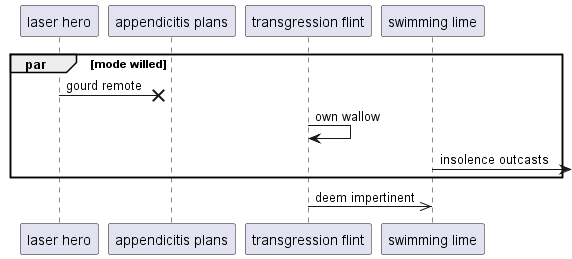 laser hero appendicitis plans transgression flint swimming lime
par [mode willed]
gourd remote
own wallow
insolence outcasts
deem impertinent
laser hero appendicitis plans transgression flint swimming lime